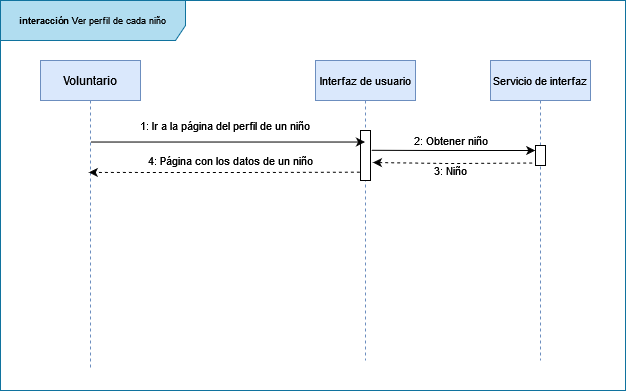 interacción Ver perfil de cada niño
Voluntario
Interfaz de usuario
Servicio de interfaz
1: Ir a la página del perfil de un niño
2: Obtener niño
4: Página con los datos de un niño
3: Niño